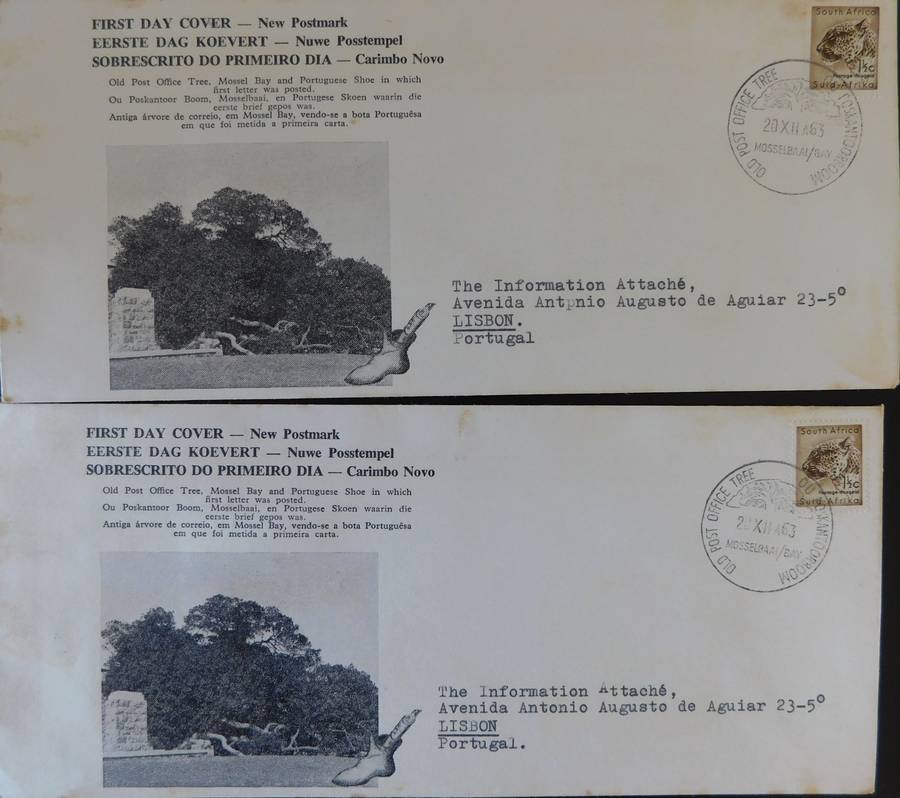 FIRST DAY COVER — New Postmark
EERSTE DAG KOEVERT — Nuwe Posstempel
SOBRESCRITO DO PRIMEIRO DIA — Carimbo Novo
Old Post Office Tree, Mossel Bay and Portuguese Shoe in which
first letter was posted.
Ou Poskantoor Boom, Mosselbaai, en Portugese Skoen waarin die
eerste brief gepos was.
Antiga árvore de correio, em Mossel Bay, vendo-se a bota Portuguêsa
em que foi metida a primeira carta.
South Africa
1½c
Suid-Afrika
OLD POST OFFICE TREE
POSKANTOORBOOM
20 XII 63
MOSSELBAAI/BAY
The Information Attaché,
Avenida Antpnio Augusto de Aguiar 23-5º
LISBON.
Portugal
FIRST DAY COVER — New Postmark
EERSTE DAG KOEVERT — Nuwe Posstempel
SOBRESCRITO DO PRIMEIRO DIA — Carimbo Novo
Old Post Office Tree, Mossel Bay and Portuguese Shoe in which
first letter was posted.
Ou Poskantoor Boom, Mosselbaai, en Portugese Skoen waarin die
eerste brief gepos was.
Antiga árvore de correio, em Mossel Bay, vendo-se a bota Portuguêsa
em que foi metida a primeira carta.
South Africa
1½c
Suid-Afrika
OLD POST OFFICE TREE
OU POSKANTOORBOOM
20 XII 63
MOSSELBAAI/BAY
The Information Attaché,
Avenida Antonio Augusto de Aguiar 23-5º
LISBON
Portugal.